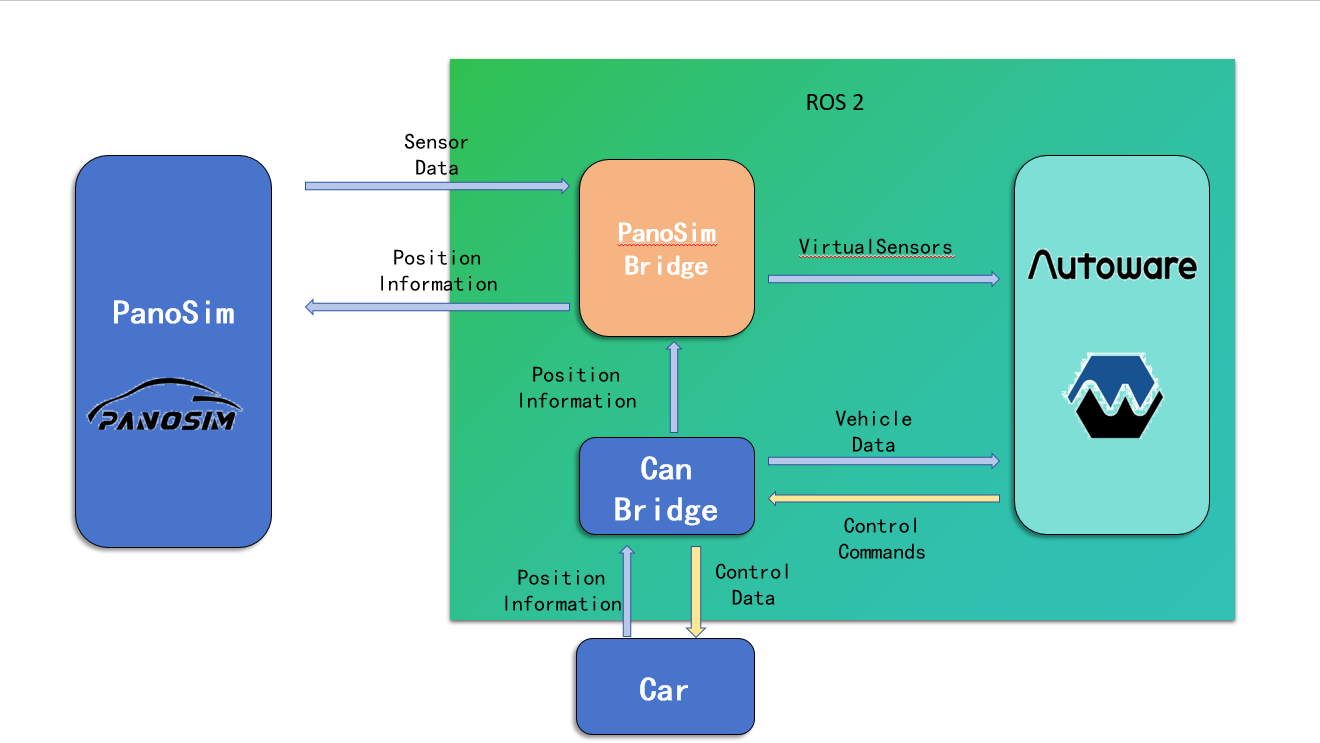 ROS 2
Sensor
Data
PanoSim
Bridge
VirtualSensors
Autoware
Position
Information
PanoSim
PANOSIM
Position
Information
Vehicle
Data
Can
Bridge
Control
Commands
Position
Information
Control
Data
Car